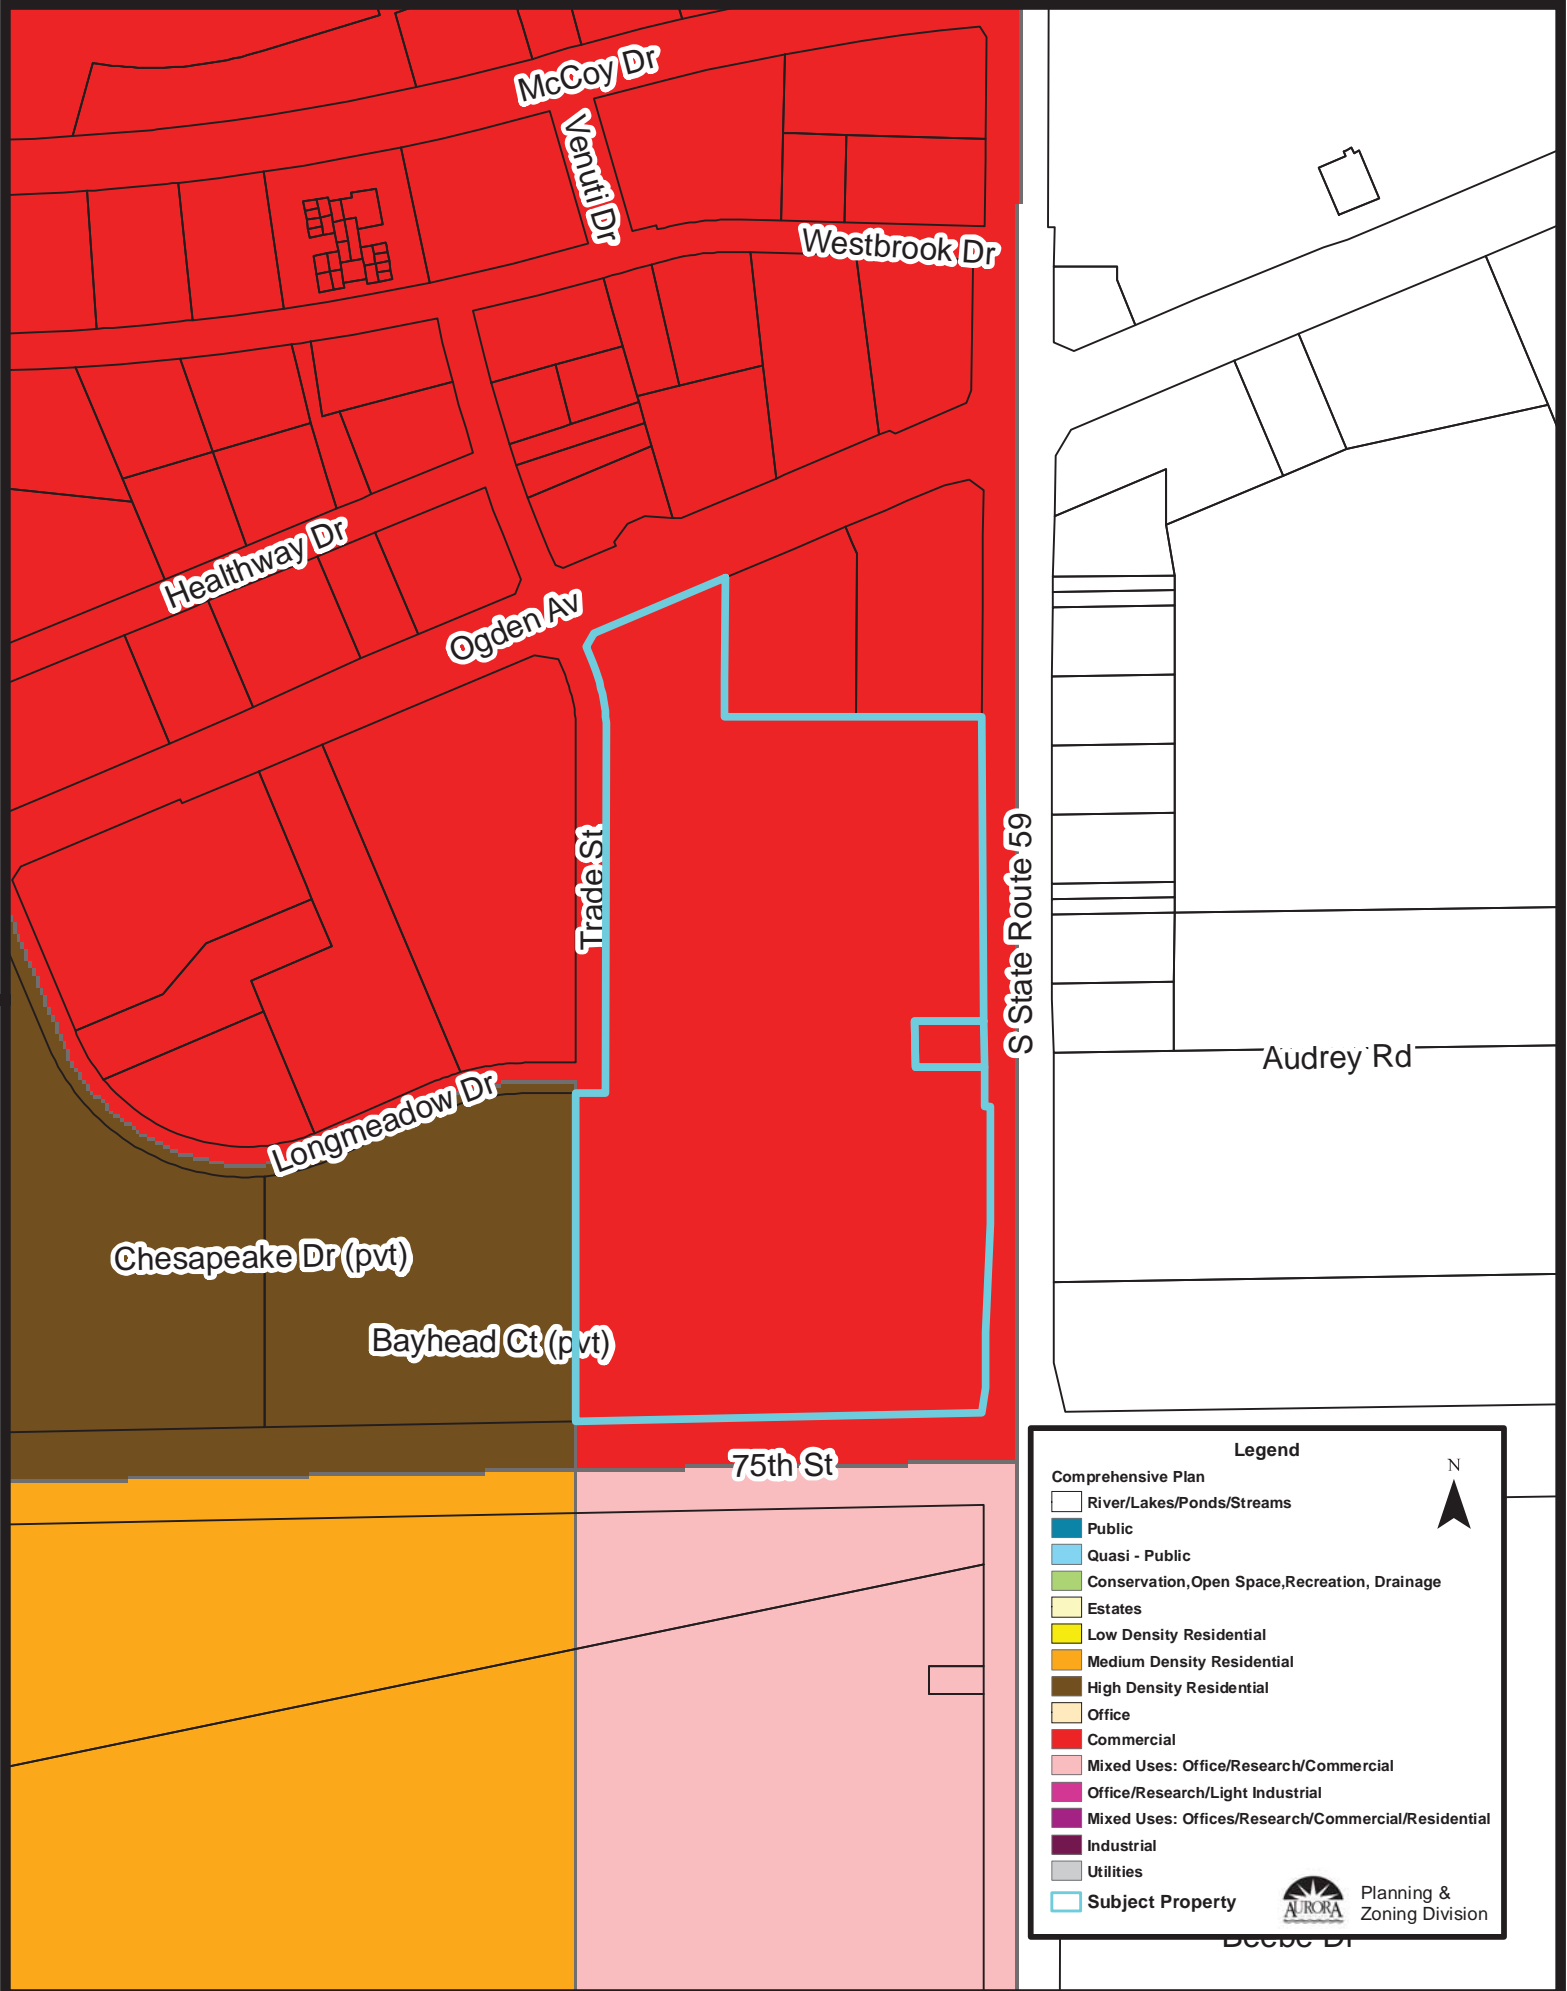 McCoy Dr
Venuti Dr
Westbrook Dr
Healthway Dr
Ogden Av
Trade St
S State Route 59
Audrey Rd
Longmeadow Dr
Chesapeake Dr (pvt)
Bayhead Ct (pvt)
75th St
Legend
N
Comprehensive Plan
River/Lakes/Ponds/Streams
Public
Quasi - Public
Conservation,Open Space,Recreation, Drainage
Estates
Low Density Residential
Medium Density Residential
High Density Residential
Office
Commercial
Mixed Uses: Office/Research/Commercial
Office/Research/Light Industrial
Mixed Uses: Offices/Research/Commercial/Residential
Industrial
Utilities
Subject Property
AURORA
Planning &
Zoning Division
Beebe Dr